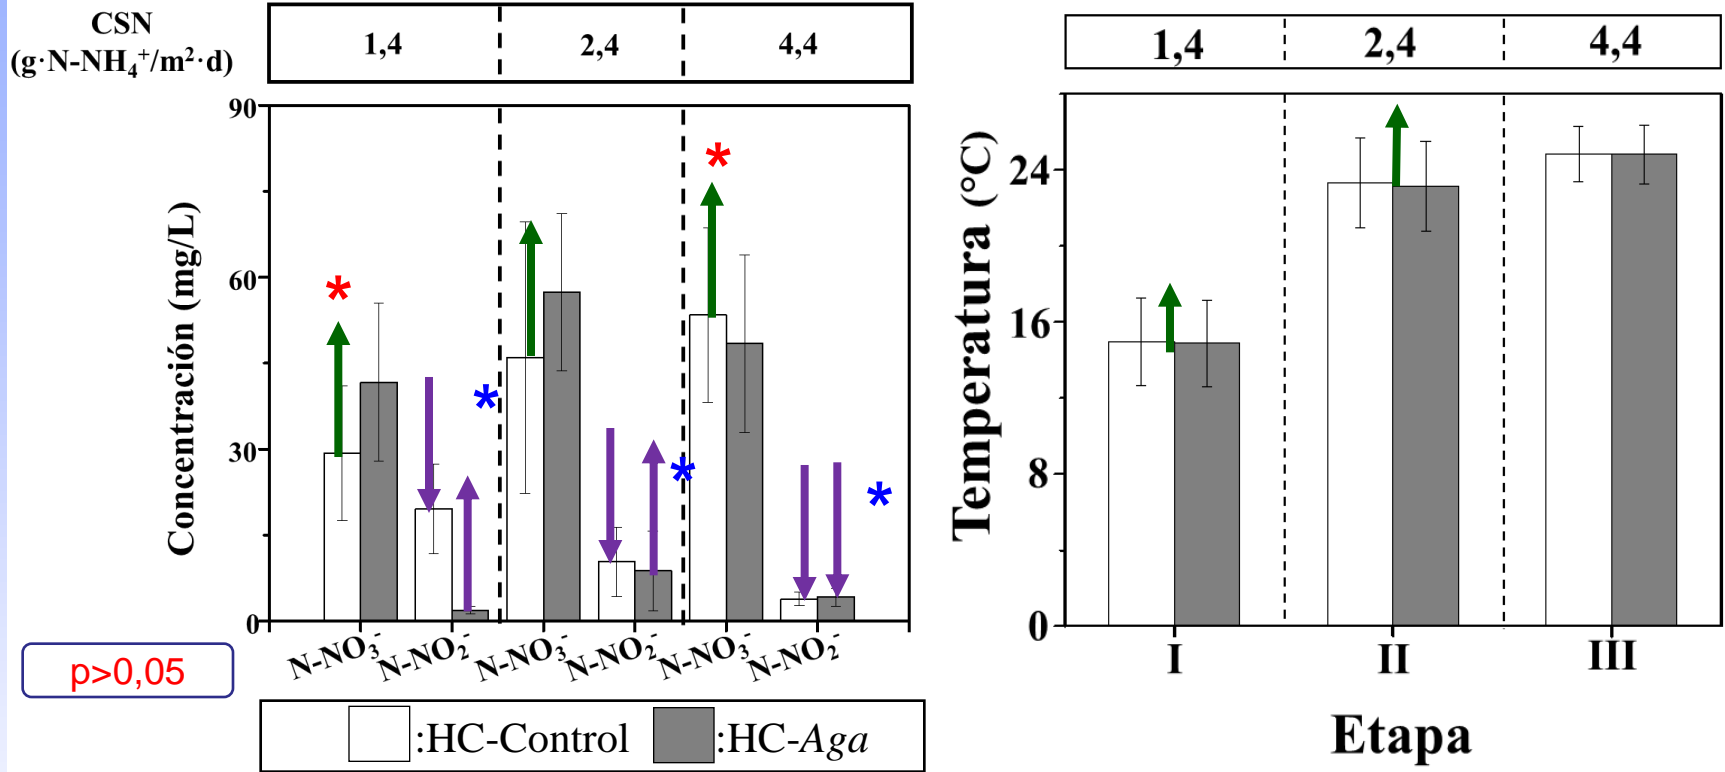 CSN
(g·N-NH₄⁺/m²·d)
1,4
2,4
4,4
90
60
30
0
Concentración (mg/L)
*
*
*
*
*
N-NO₃⁻
N-NO₂⁻
N-NO₃⁻
N-NO₂⁻
N-NO₃⁻
N-NO₂⁻
p>0,05
:HC-Control
:HC-Aga
1,4
2,4
4,4
24
16
8
0
Temperatura (°C)
I
II
III
Etapa